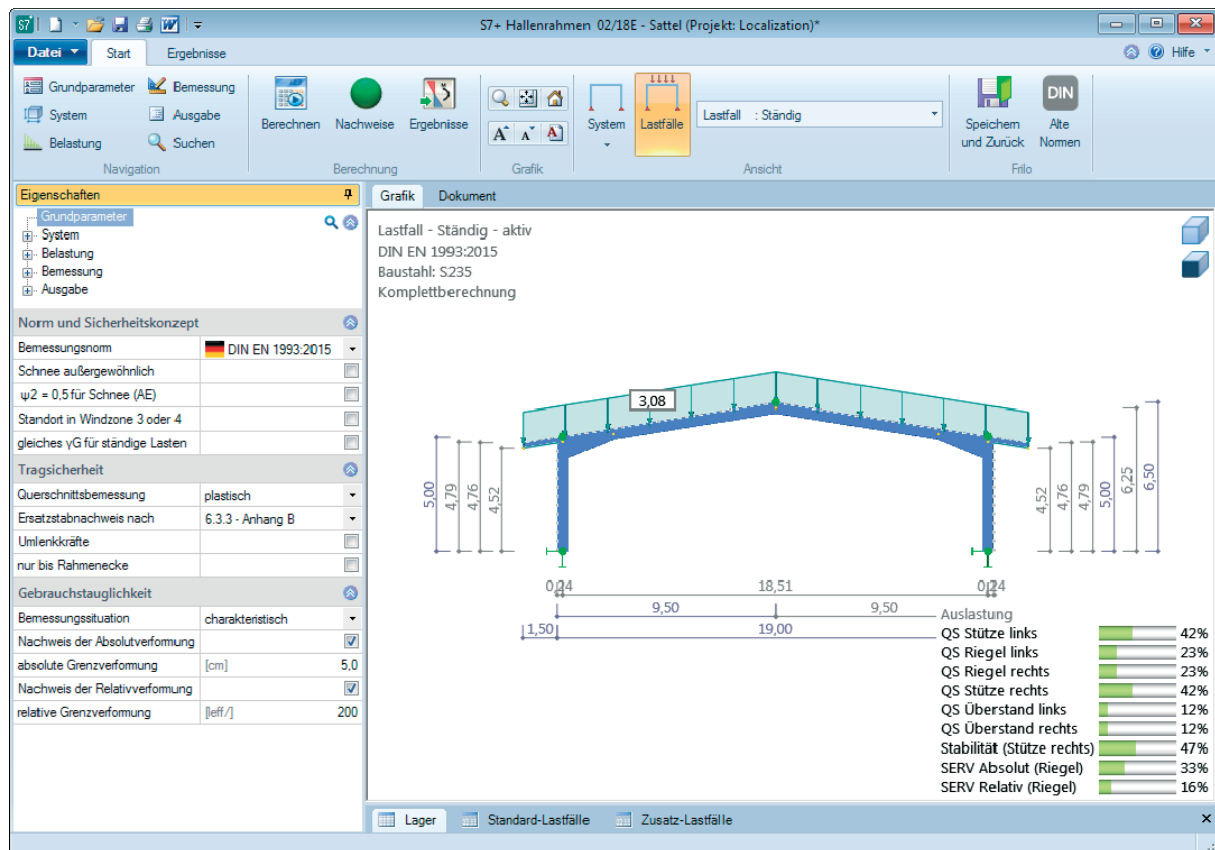 S7+ Hallenrahmen 02/18E - Sattel (Projekt: Localization)*
Datei
Start
Ergebnisse
Hilfe
Grundparameter
Bemessung
System
Ausgabe
Belastung
Suchen
Navigation
Berechnen
Nachweise
Ergebnisse
Berechnung
Grafik
System
Lastfälle
Lastfall : Ständig
Ansicht
Speichern und Zurück
DIN
Alte Normen
Frilo
Eigenschaften
Grundparameter
System
Belastung
Bemessung
Ausgabe
Norm und Sicherheitskonzept
Bemessungsnorm DIN EN 1993:2015
Schnee außergewöhnlich
ψ2 = 0,5 für Schnee (AE)
Standort in Windzone 3 oder 4
gleiches γG für ständige Lasten
Tragsicherheit
Querschnittsbemessung plastisch
Ersatzstabnachweis nach 6.3.3 - Anhang B
Umlenkkräfte
nur bis Rahmenecke
Gebrauchstauglichkeit
Bemessungssituation charakteristisch
Nachweis der Absolutverformung
absolute Grenzverformung [cm] 5,0
Nachweis der Relativverformung
relative Grenzverformung [leff/] 200
Grafik
Dokument
Lastfall - Ständig - aktiv
DIN EN 1993:2015
Baustahl: S235
Komplettberechnung
3,08
5,00
4,79
4,76
4,52
4,52
4,76
4,79
5,00
6,25
6,50
0,24
18,51
0,24
9,50
9,50
1,50
19,00
Auslastung
QS Stütze links 42%
QS Riegel links 23%
QS Riegel rechts 23%
QS Stütze rechts 42%
QS Überstand links 12%
QS Überstand rechts 12%
Stabilität (Stütze rechts) 47%
SERV Absolut (Riegel) 33%
SERV Relativ (Riegel) 16%
Lager
Standard-Lastfälle
Zusatz-Lastfälle